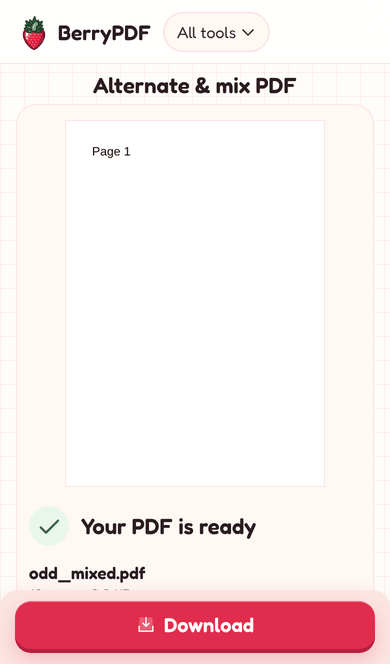 BerryPDF
All tools
Alternate & mix PDF
Page 1
Your PDF is ready
odd_mixed.pdf
Download